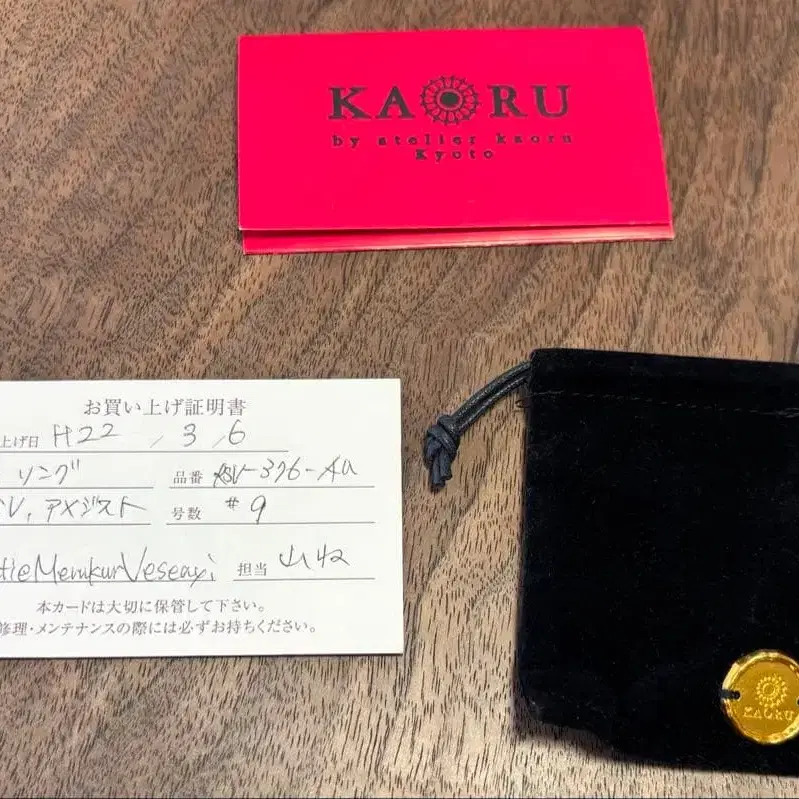 KAORU
by atelier kaoru
Kyoto
お買い上げ証明書
上げ日 H22 / 3 / 6
リング 品番 -376-AU
V, アメジスト 号数 #9
担当 山ね
本カードは大切に保管して下さい。
修理・メンテナンスの際には必ずお持ちください。
KAORU